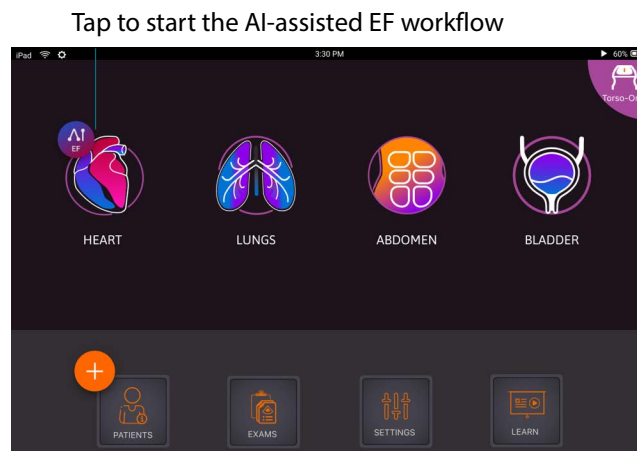 Tap to start the AI-assisted EF workflow
iPad 3:30 PM 60%
Torso-O
AI
EF
HEART LUNGS ABDOMEN BLADDER
PATIENTS EXAMS SETTINGS LEARN